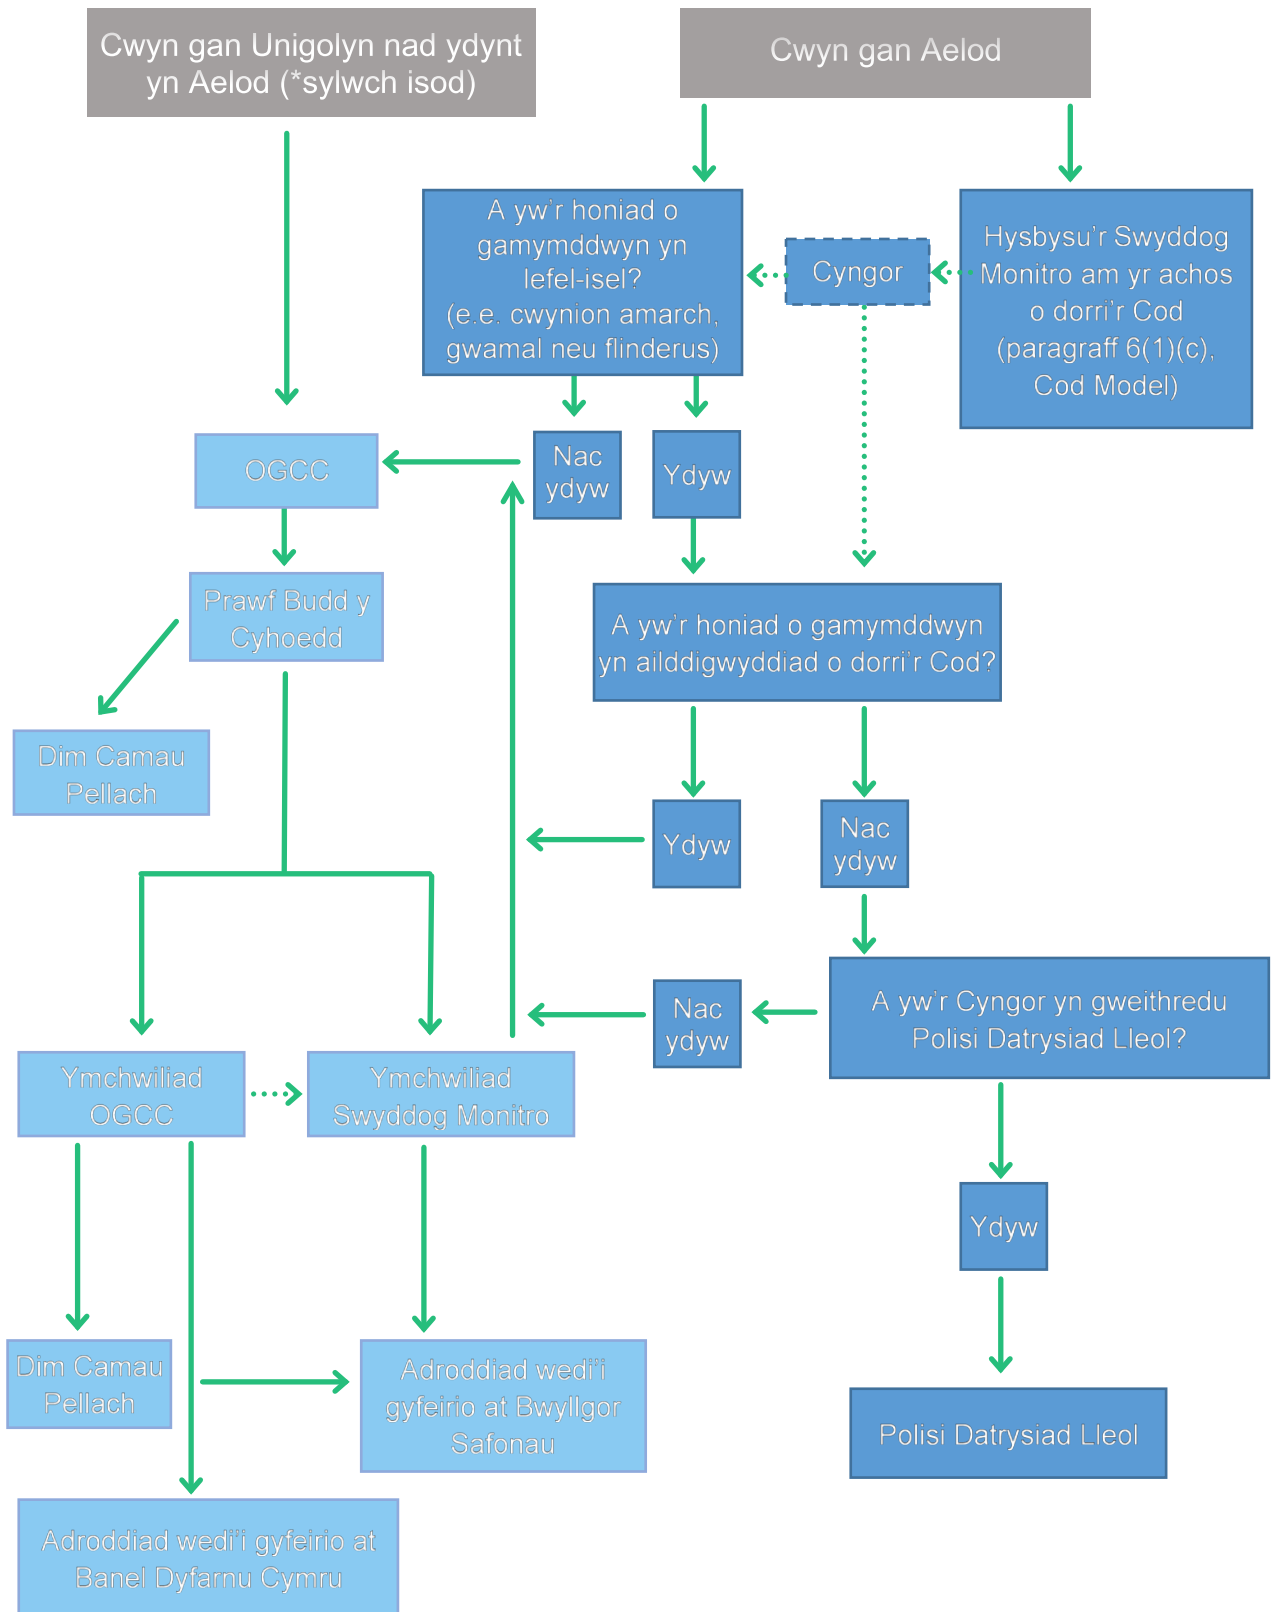 Cwyn gan Unigolyn nad ydynt
yn Aelod (*sylwch isod)
Cwyn gan Aelod
A yw'r honiad o
gamymddwyn yn
lefel-isel?
(e.e. cwynion amarch,
gwamal neu flinderus)
Cyngor
Hysbysu'r Swyddog
Monitro am yr achos
o dorri'r Cod
(paragraff 6(1)(c),
Cod Model)
OGCC
Nac
ydyw
Ydyw
Prawf Budd y
Cyhoedd
A yw'r honiad o gamymddwyn
yn ailddigwyddiad o dorri'r Cod?
Dim Camau
Pellach
Ydyw
Nac
ydyw
A yw'r Cyngor yn gweithredu
Polisi Datrysiad Lleol?
Nac
ydyw
Ymchwiliad
OGCC
Ymchwiliad
Swyddog Monitro
Ydyw
Dim Camau
Pellach
Adroddiad wedi'i
gyfeirio at Bwyllgor
Safonau
Polisi Datrysiad Lleol
Adroddiad wedi'i gyfeirio at
Banel Dyfarnu Cymru